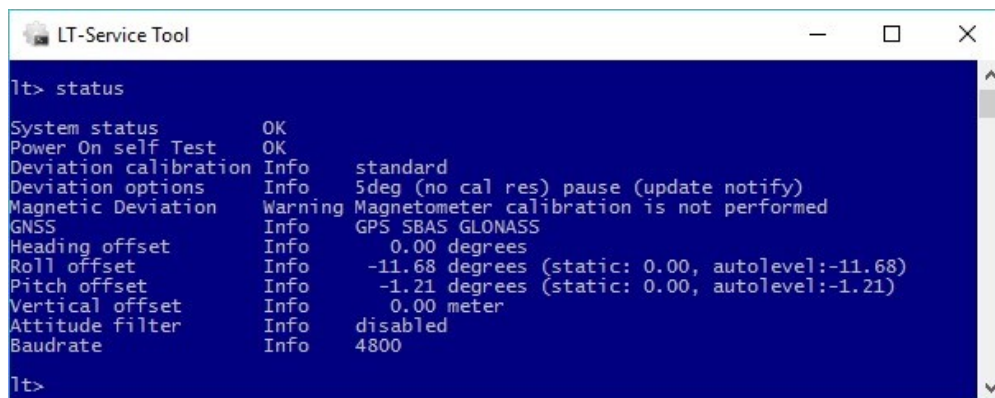 LT-Service Tool
lt> status
System status OK
Power On self Test OK
Deviation calibration Info standard
Deviation options Info 5deg (no cal res) pause (update notify)
Magnetic Deviation Warning Magnetometer calibration is not performed
GNSS Info GPS SBAS GLONASS
Heading offset Info 0.00 degrees
Roll offset Info -11.68 degrees (static: 0.00, autolevel:-11.68)
Pitch offset Info -1.21 degrees (static: 0.00, autolevel:-1.21)
Vertical offset Info 0.00 meter
Attitude filter Info disabled
Baudrate Info 4800
lt>